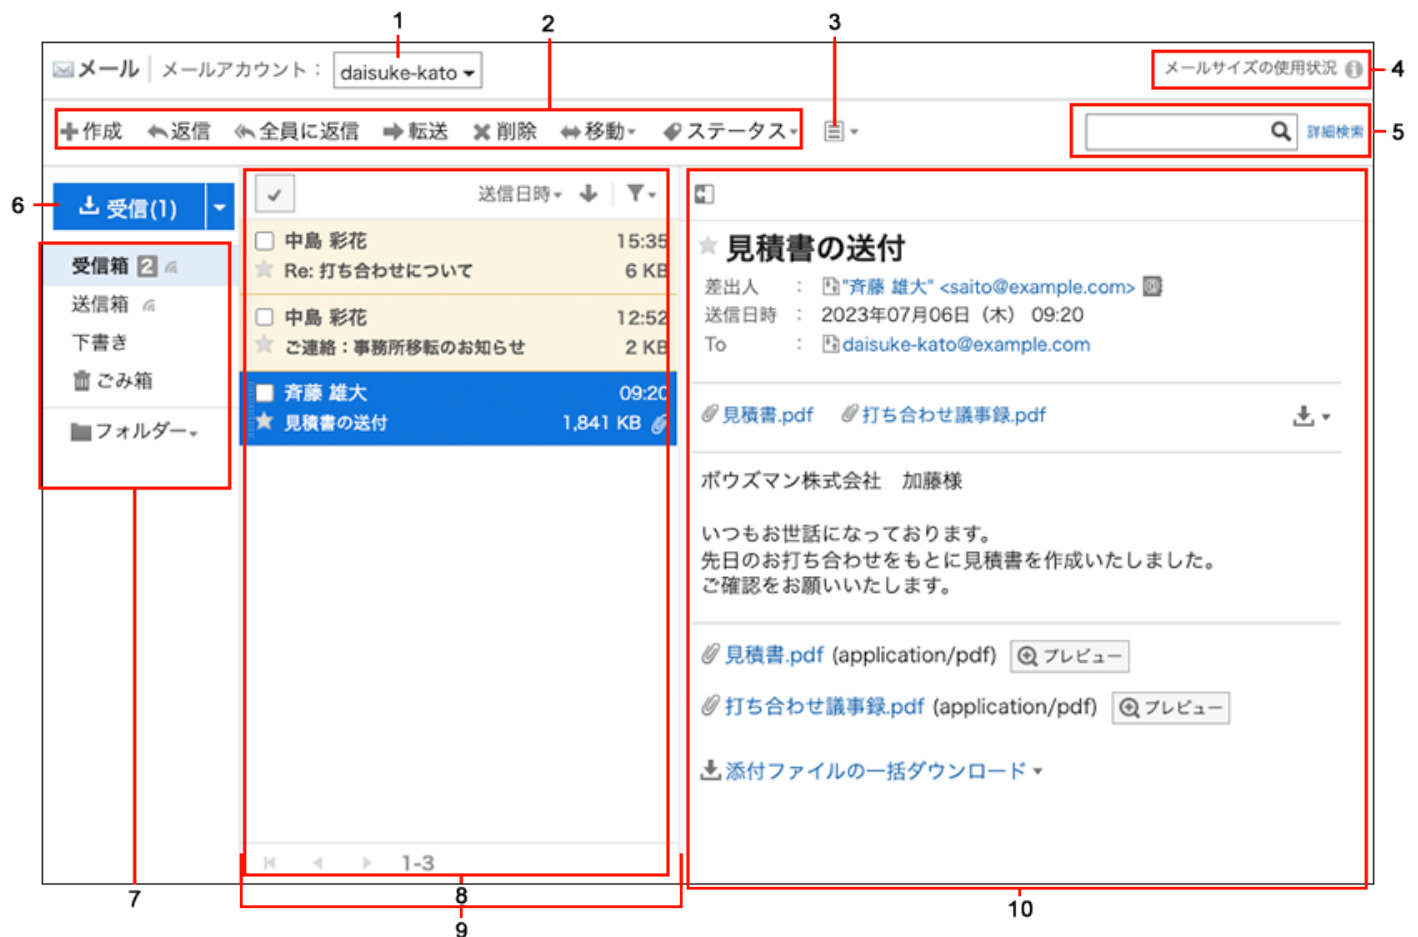 1
2
3
メール メールアカウント： daisuke-kato
メールサイズの使用状況
4
作成 返信 全員に返信 転送 削除 移動 ステータス
詳細検索
5
6
受信(1)
受信箱 2
送信箱
下書き
ごみ箱
フォルダー
7
送信日時
中島 彩花 15:35
Re: 打ち合わせについて 6 KB
中島 彩花 12:52
ご連絡：事務所移転のお知らせ 2 KB
斉藤 雄大 09:20
見積書の送付 1,841 KB
1-3
8
9
見積書の送付
差出人 ： "斉藤 雄大" <saito@example.com>
送信日時 ： 2023年07月06日（木） 09:20
To ： daisuke-kato@example.com
見積書.pdf 打ち合わせ議事録.pdf
ボウズマン株式会社　加藤様
いつもお世話になっております。
先日のお打ち合わせをもとに見積書を作成いたしました。
ご確認をお願いいたします。
見積書.pdf (application/pdf) プレビュー
打ち合わせ議事録.pdf (application/pdf) プレビュー
添付ファイルの一括ダウンロード
10